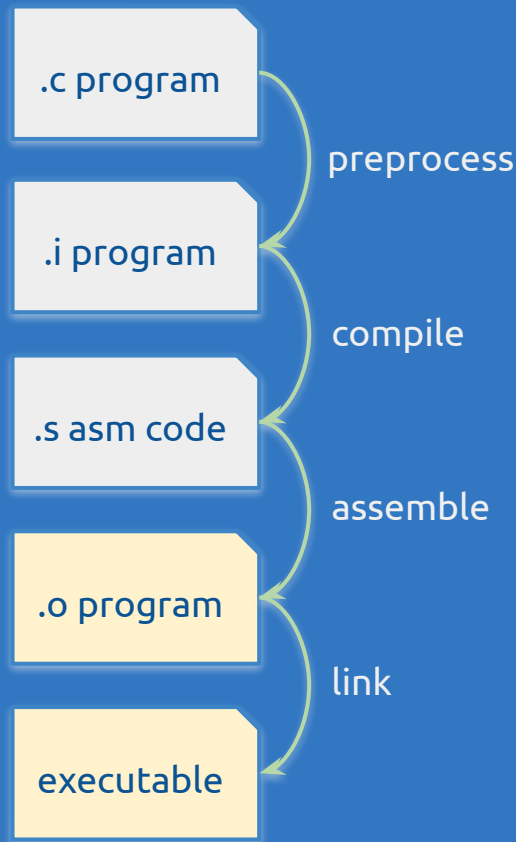 .c program
preprocess
.i program
compile
.s asm code
assemble
.o program
link
executable